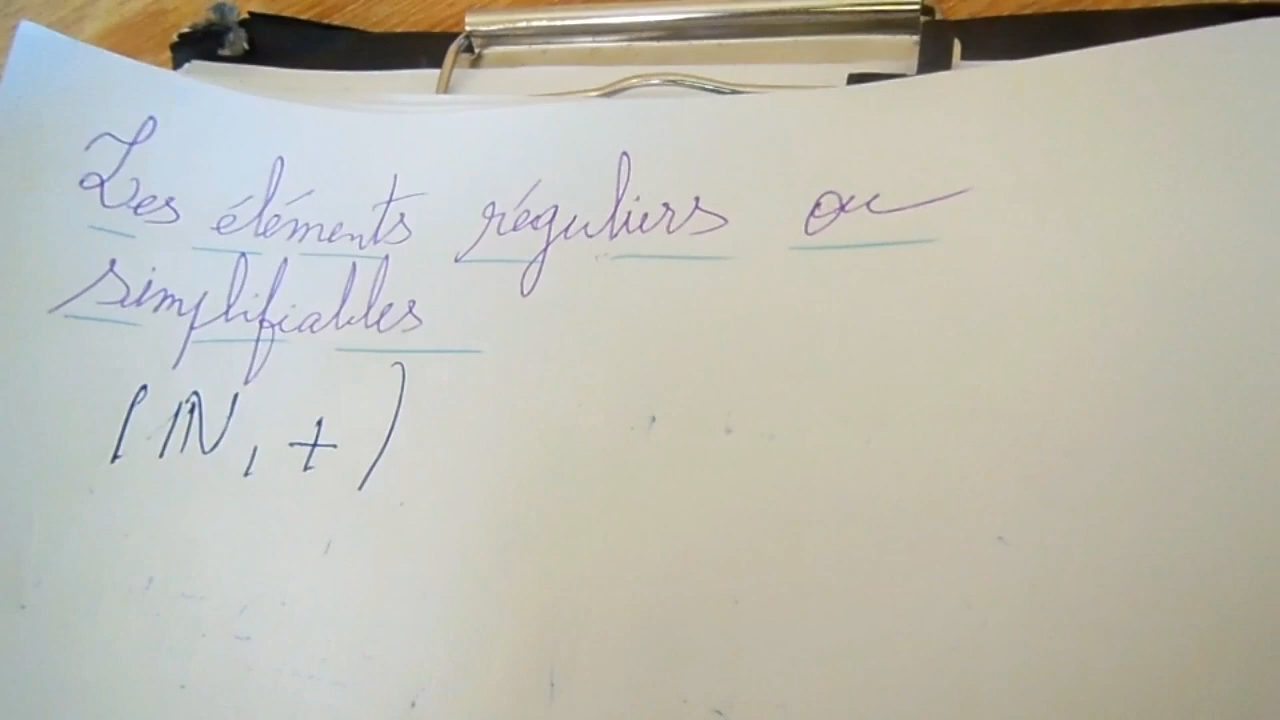 Les éléments réguliers ou
simplifiables
(IN, +)